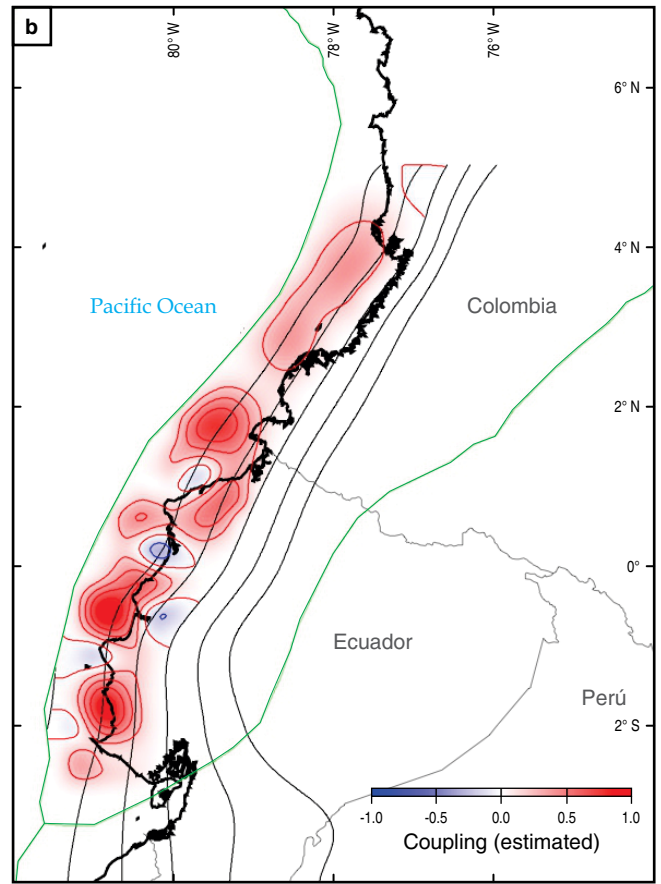 b
80° W
78° W
76° W
6° N
4° N
Pacific Ocean
Colombia
2° N
0°
Ecuador
Perú
2° S
-1.0 -0.5 0.0 0.5 1.0
Coupling (estimated)